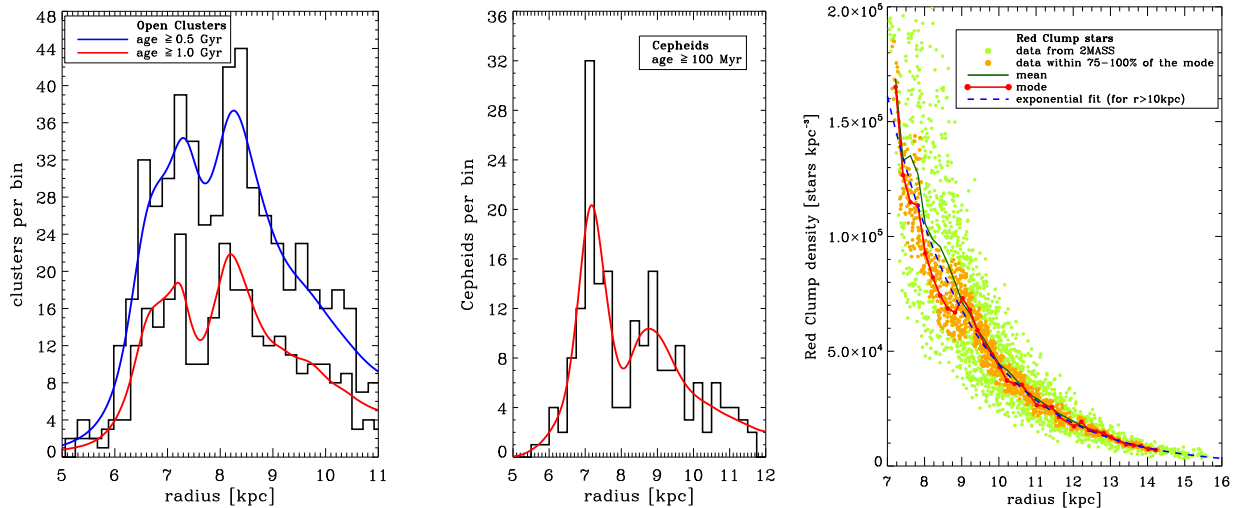 Open Clusters
age ≧ 0.5 Gyr
age ≧ 1.0 Gyr
clusters per bin
48
44
40
36
32
28
24
20
16
12
8
4
0
5 6 7 8 9 10 11
radius [kpc]
Cepheids
age ≧ 100 Myr
Cepheids per bin
36
32
28
24
20
16
12
8
4
0
5 6 7 8 9 10 11 12
radius [kpc]
Red Clump stars
data from 2MASS
data within 75−100% of the mode
mean
mode
exponential fit (for r>10kpc)
Red Clump density [stars kpc⁻³]
2.0×10⁵
1.5×10⁵
1.0×10⁵
5.0×10⁴
0
7 8 9 10 11 12 13 14 15 16
radius [kpc]